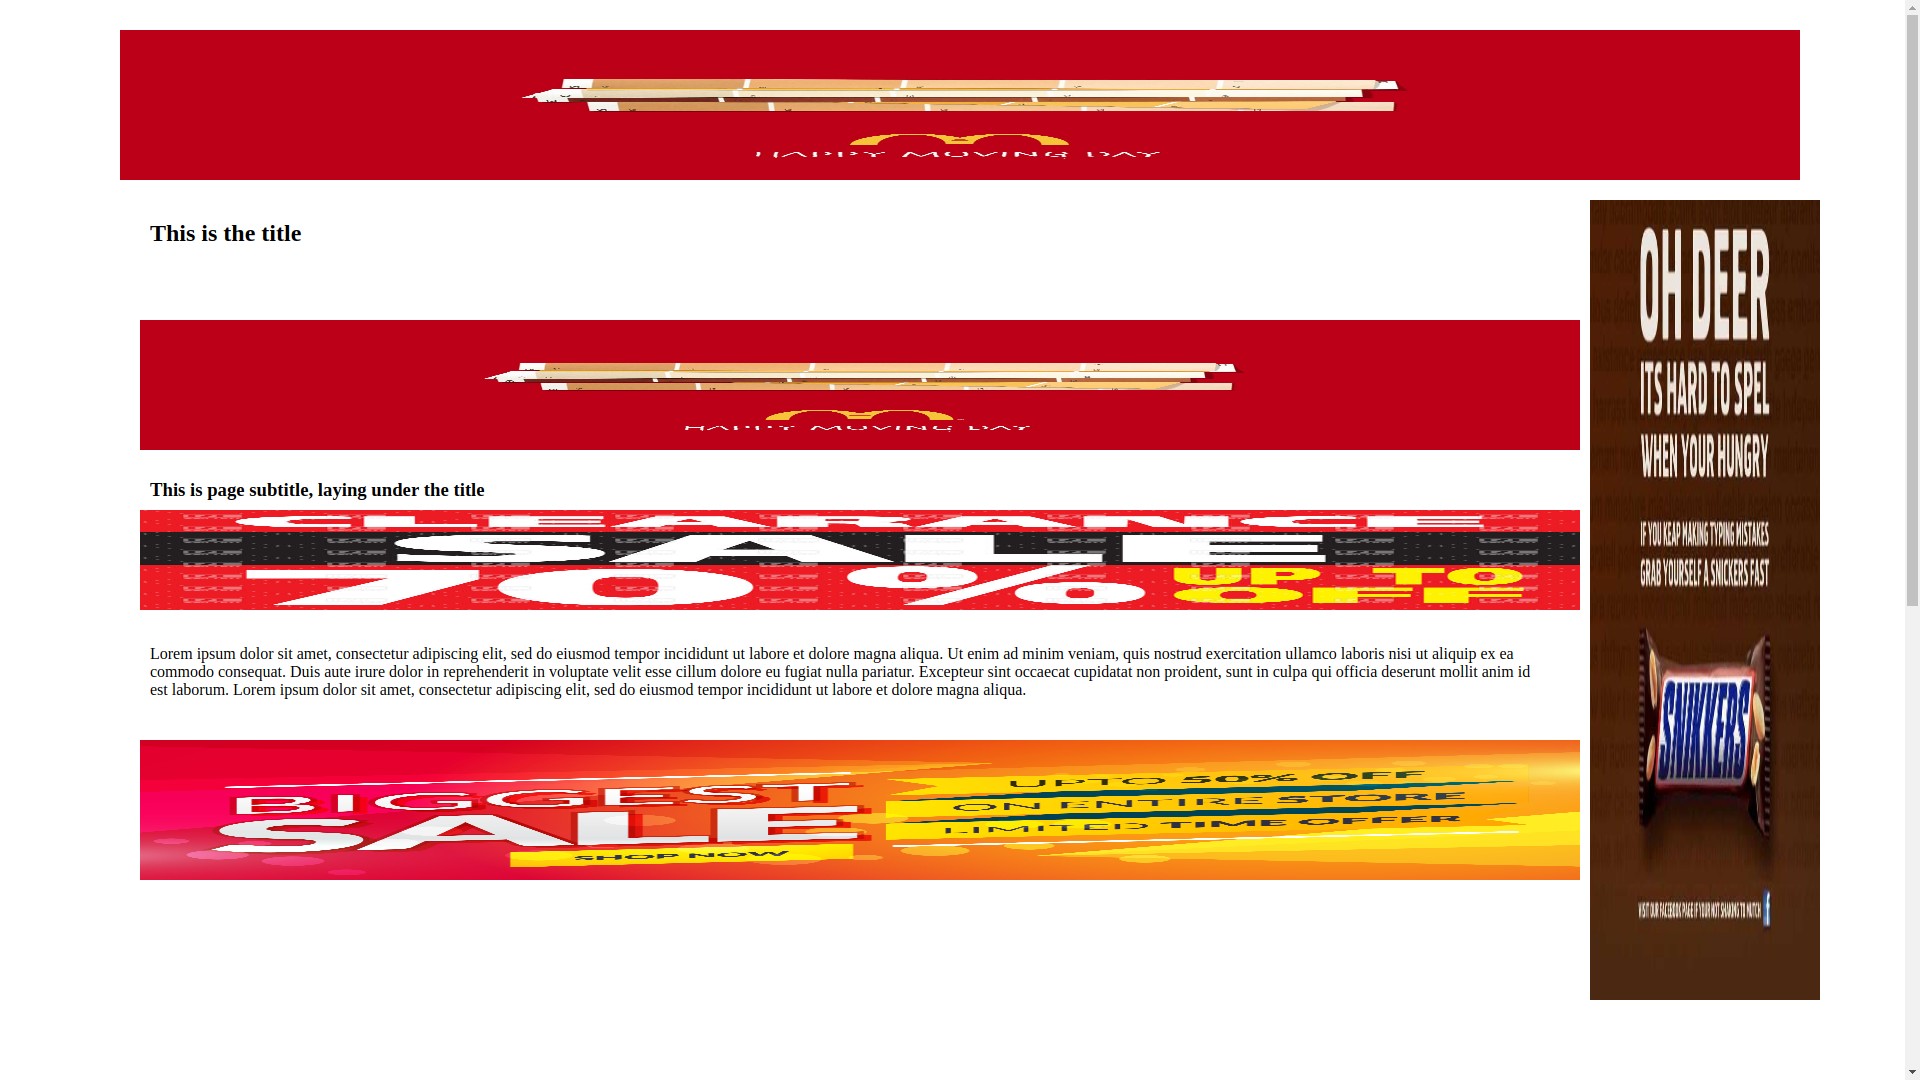 HAPPY MOVING DAY
This is the title
HAPPY MOVING DAY
This is page subtitle, laying under the title
CLEARANCE
SALE
70% UP TO
OFF
Lorem ipsum dolor sit amet, consectetur adipiscing elit, sed do eiusmod tempor incididunt ut labore et dolore magna aliqua. Ut enim ad minim veniam, quis nostrud exercitation ullamco laboris nisi ut aliquip ex ea
commodo consequat. Duis aute irure dolor in reprehenderit in voluptate velit esse cillum dolore eu fugiat nulla pariatur. Excepteur sint occaecat cupidatat non proident, sunt in culpa qui officia deserunt mollit anim id
est laborum. Lorem ipsum dolor sit amet, consectetur adipiscing elit, sed do eiusmod tempor incididunt ut labore et dolore magna aliqua.
BIGGEST
SALE
SHOP NOW
UPTO 50% OFF
ON ENTIRE STORE
LIMITED TIME OFFER
OH DEER
ITS HARD TO SPEL
WHEN YOUR HUNGRY
IF YOU KEAP MAKING TYPING MISTAKES
GRAB YOURSELF A SNICKERS FAST
SNIKKERS
VISIT OUR FACEBOOK PAGE IF YOUR NOT SHAKING TO MUTCH